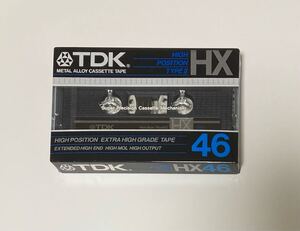 TDK
METAL ALLOY CASSETTE TAPE
HIGH
POSITION
TYPE II
HX
Super Precision Cassette Mechanism
HX
HIGH POSITION EXTRA HIGH GRADE TAPE
EXTENDED HIGH END HIGH MOL HIGH OUTPUT
46
TDK
HX46